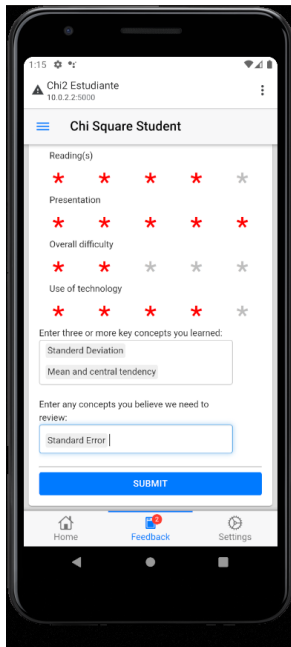 1:15
Chi2 Estudiante
10.0.2.2:5000
Chi Square Student
Reading(s)
Presentation
Overall difficulty
Use of technology
Enter three or more key concepts you learned:
Standerd Deviation
Mean and central tendency
Enter any concepts you believe we need to
review:
Standard Error
SUBMIT
2
Home
Feedback
Settings